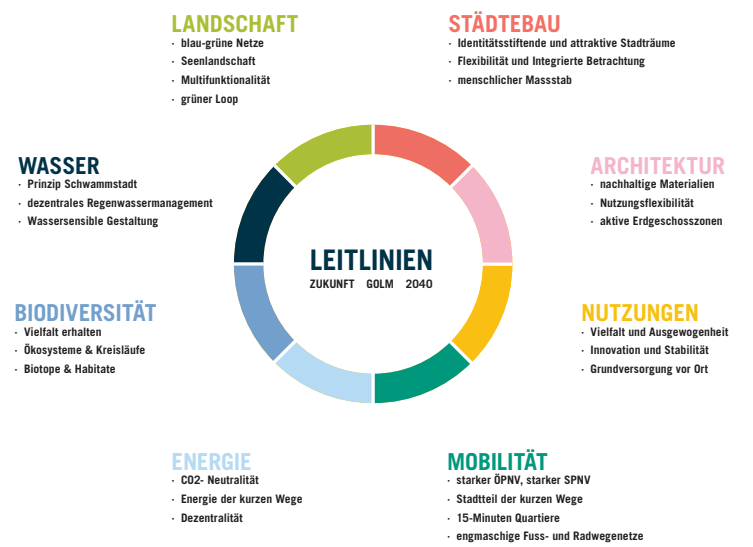 LANDSCHAFT
· blau-grüne Netze
· Seenlandschaft
· Multifunktionalität
· grüner Loop
STÄDTEBAU
· Identitätsstiftende und attraktive Stadträume
· Flexibilität und Integrierte Betrachtung
· menschlicher Massstab
WASSER
· Prinzip Schwammstadt
· dezentrales Regenwassermanagement
· Wassersensible Gestaltung
ARCHITEKTUR
· nachhaltige Materialien
· Nutzungsflexibilität
· aktive Erdgeschosszonen
LEITLINIEN
ZUKUNFT GOLM 2040
BIODIVERSITÄT
· Vielfalt erhalten
· Ökosysteme & Kreisläufe
· Biotope & Habitate
NUTZUNGEN
· Vielfalt und Ausgewogenheit
· Innovation und Stabilität
· Grundversorgung vor Ort
ENERGIE
· CO2- Neutralität
· Energie der kurzen Wege
· Dezentralität
MOBILITÄT
· starker ÖPNV, starker SPNV
· Stadtteil der kurzen Wege
· 15-Minuten Quartiere
· engmaschige Fuss- und Radwegenetze